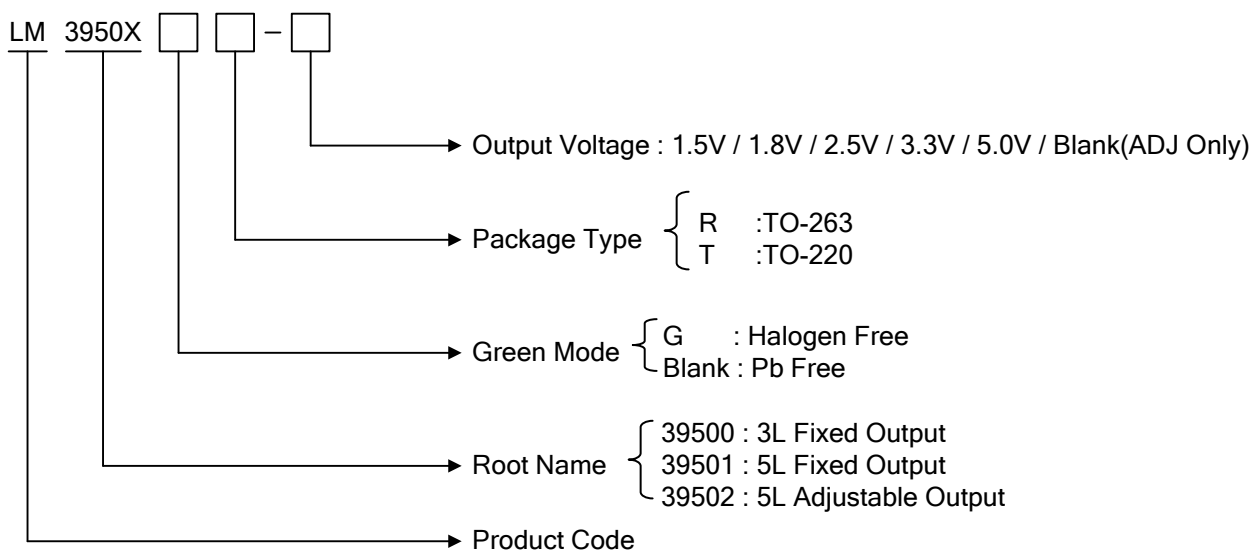 LM 3950X –
Output Voltage : 1.5V / 1.8V / 2.5V / 3.3V / 5.0V / Blank(ADJ Only)
Package Type
R :TO-263
T :TO-220
Green Mode
G : Halogen Free
Blank : Pb Free
Root Name
39500 : 3L Fixed Output
39501 : 5L Fixed Output
39502 : 5L Adjustable Output
Product Code